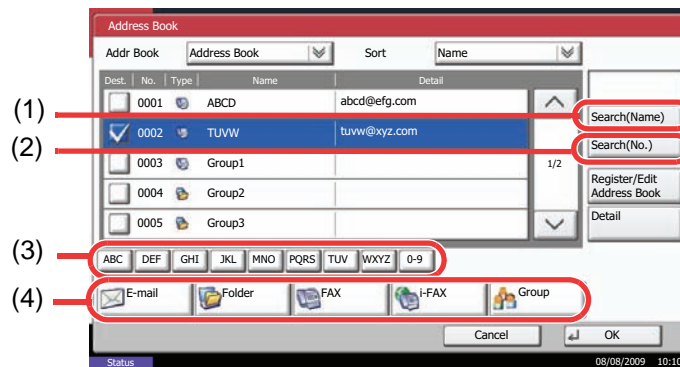 Address Book
Addr Book Address Book Sort Name
Dest. No. Type Name Detail
0001 ABCD abcd@efg.com
(1) Search(Name)
0002 TUVW tuvw@xyz.com
(2) Search(No.)
0003 Group1 1/2
Register/Edit
Address Book
0004 Group2
0005 Group3 Detail
(3) ABC DEF GHI JKL MNO PQRS TUV WXYZ 0-9
(4) E-mail Folder FAX i-FAX Group
Cancel OK
Status 08/08/2009 10:10